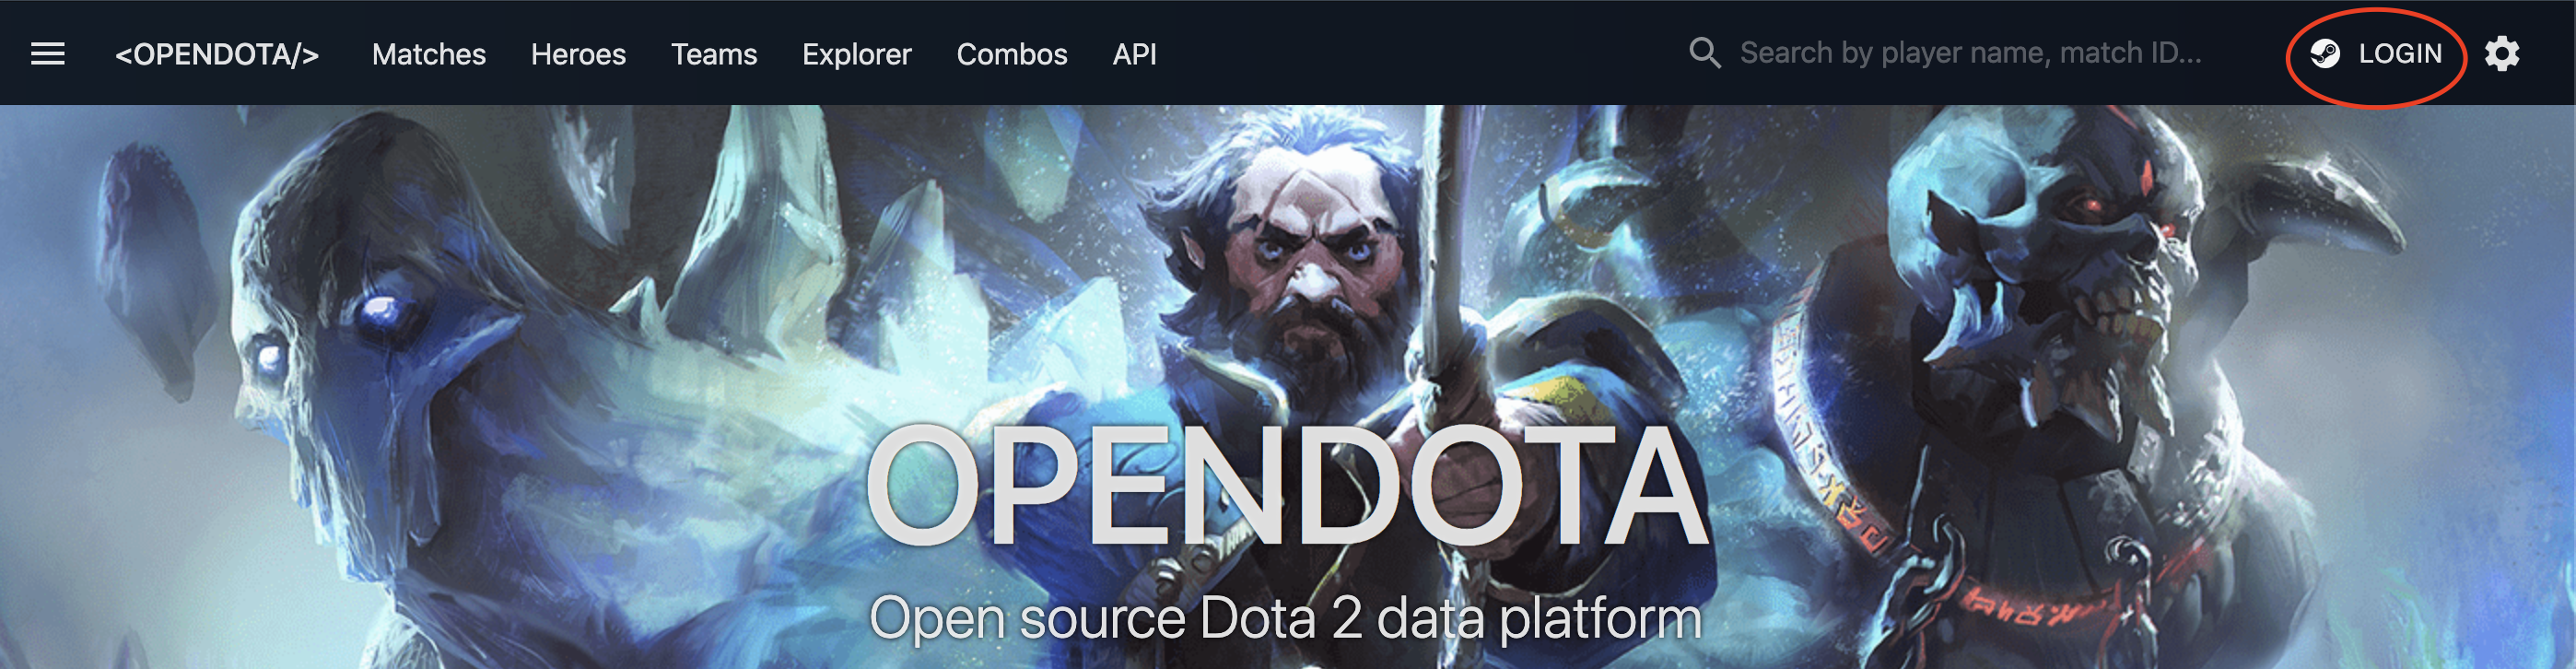 <OPENDOTA/> Matches Heroes Teams Explorer Combos API Search by player name, match ID... LOGIN
OPENDOTA
Open source Dota 2 data platform